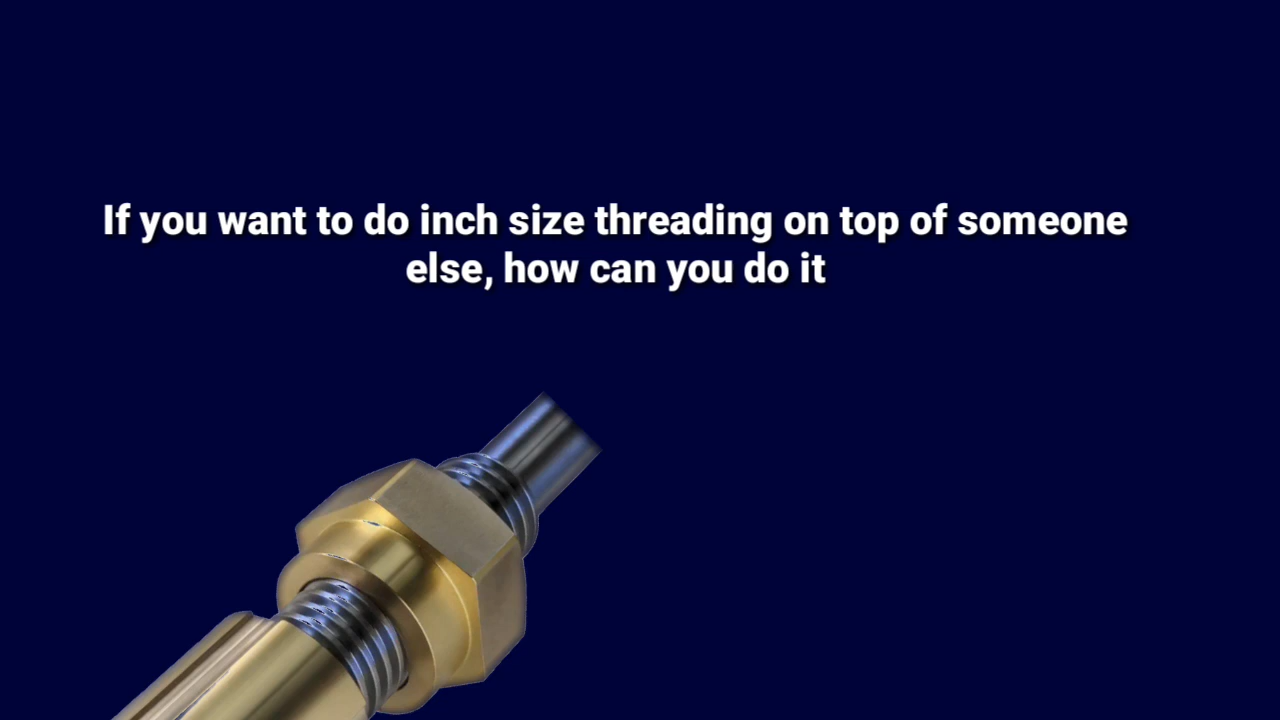 If you want to do inch size threading on top of someone
else, how can you do it